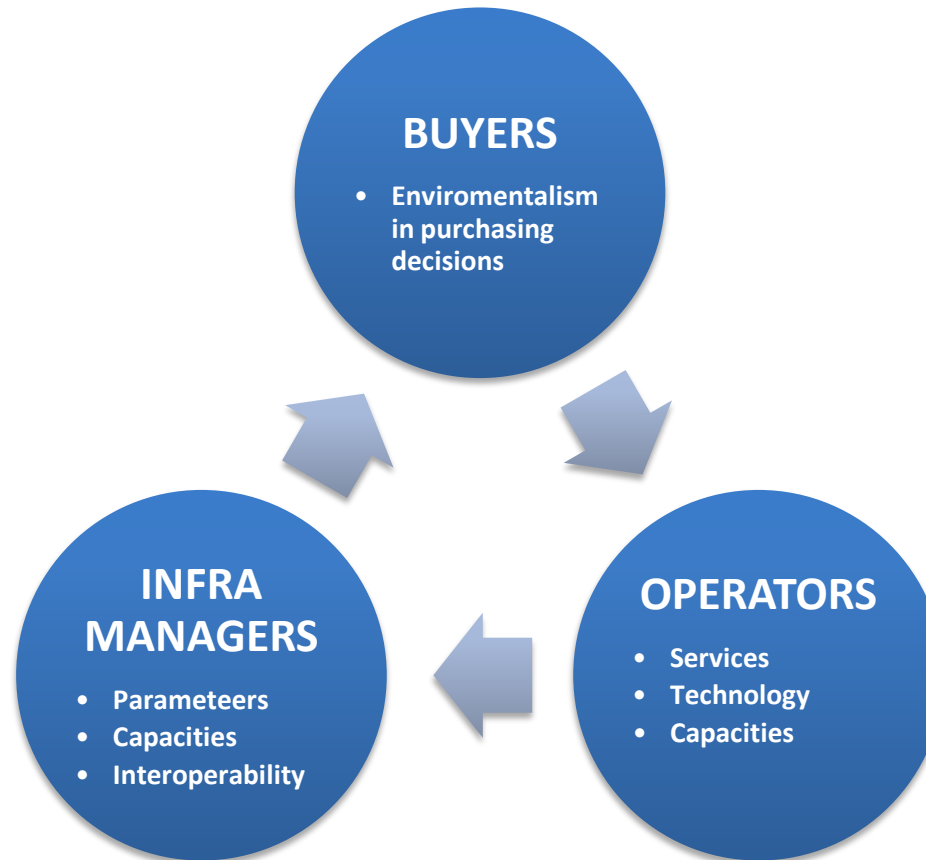 BUYERS
• Enviromentalism
in purchasing
decisions
INFRA
MANAGERS
• Parameteers
• Capacities
• Interoperability
OPERATORS
• Services
• Technology
• Capacities